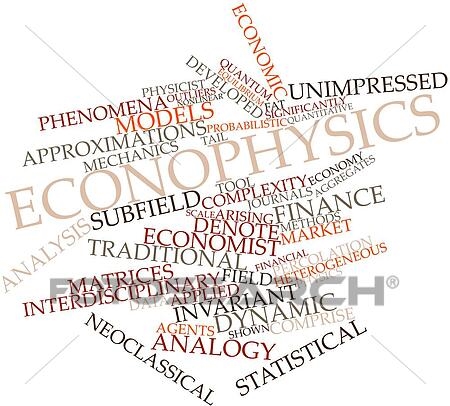 ECONOMIC
QUANTUM
EQUILIBRIUM
DEVELOPED
PHYSICIST
OUTLIERS
NONLINEAR
FAT
UNIMPRESSED
PHENOMENA
MODELS
SIGNIFICANTLY
QUANTITATIVE
PROBABILISTIC
APPROXIMATIONS
TAIL
MECHANICS
ECONOPHYSICS
ECONOMY
TOOL
COMPLEXITY
JOURNALS
AGGREGATES
SUBFIELD
SCALE
ARISING
FINANCE
METHODS
ANALYSIS
DENOTE
MARKET
ECONOMIST
TRADITIONAL
FINANCIAL
PERCOLATION
MATRICES
FIELD
HETEROGENEOUS
INTERDISCIPLINARY
DATA
APPLIED
INVARIANT
DYNAMIC
AGENTS
SHOWN
COMPRISE
NEOCLASSICAL
ANALOGY
STATISTICAL